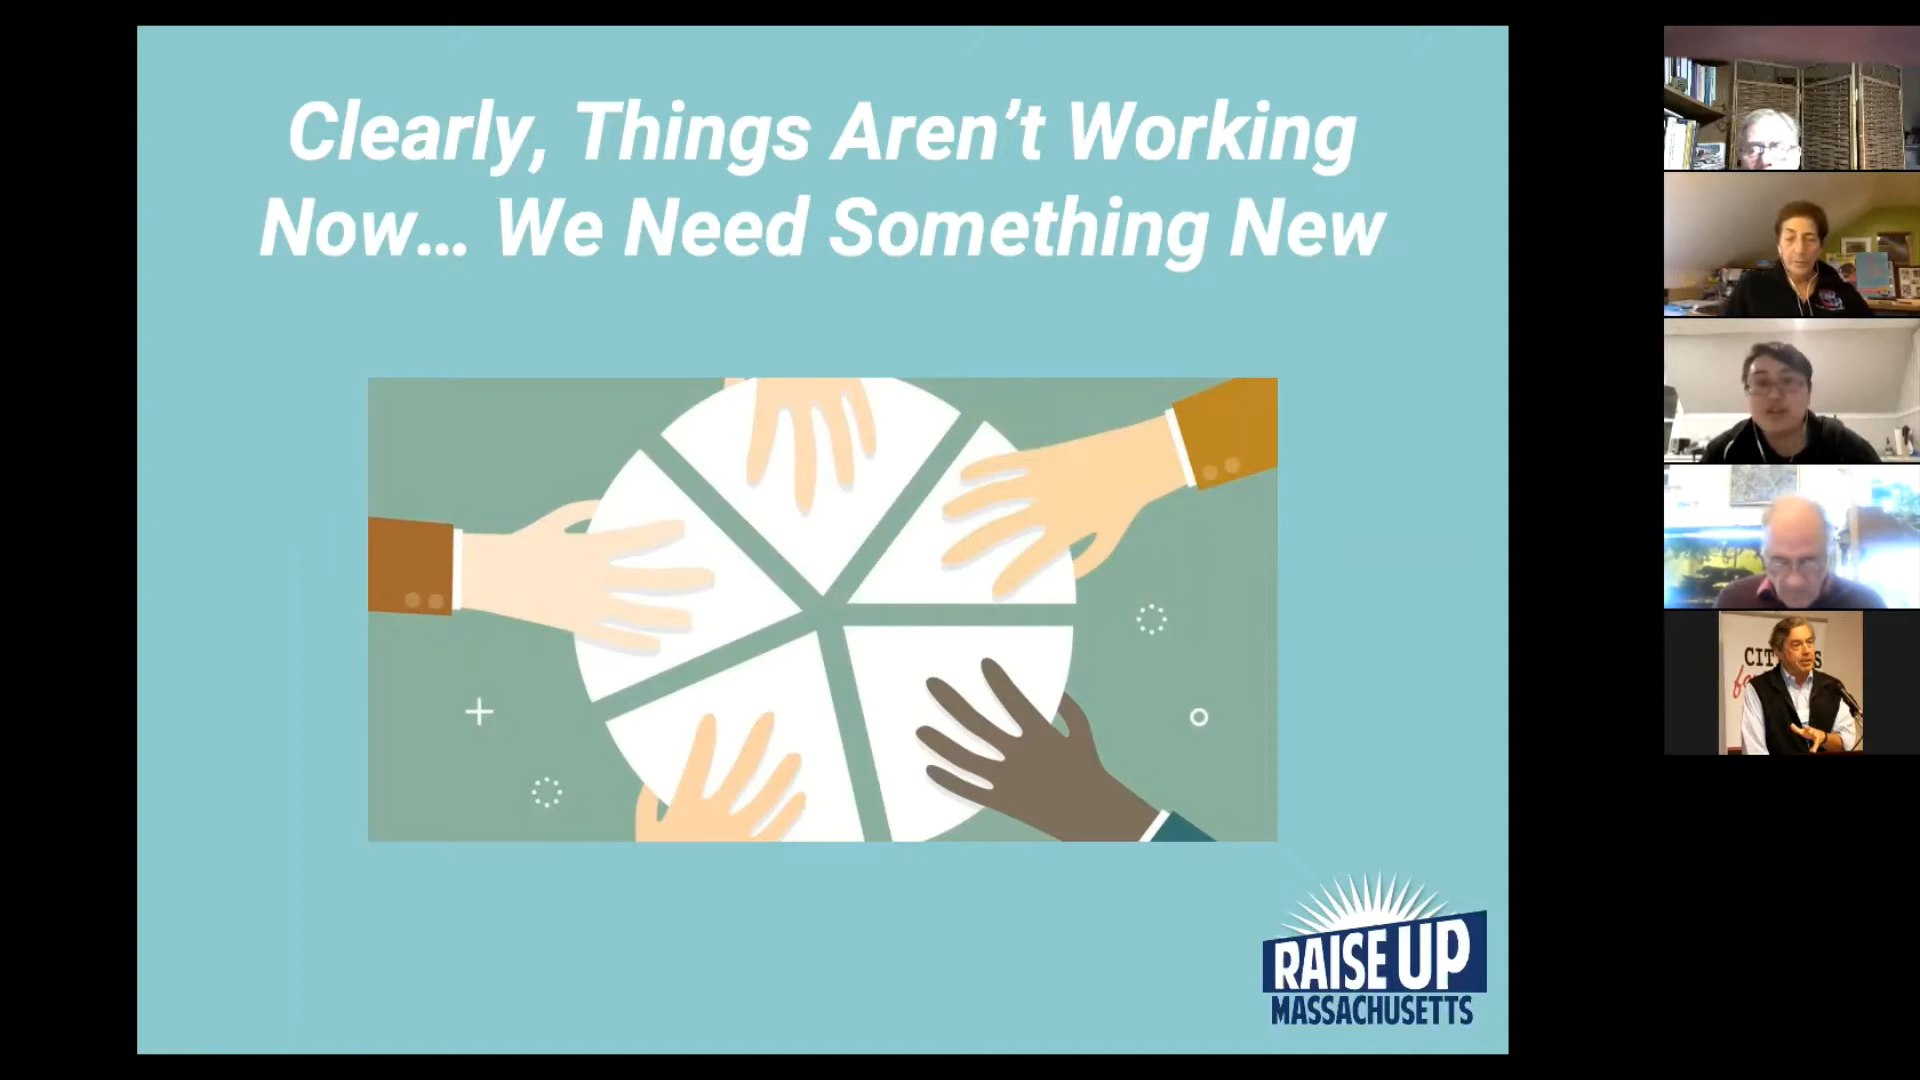 Clearly, Things Aren’t Working
Now… We Need Something New
RAISE UP
MASSACHUSETTS